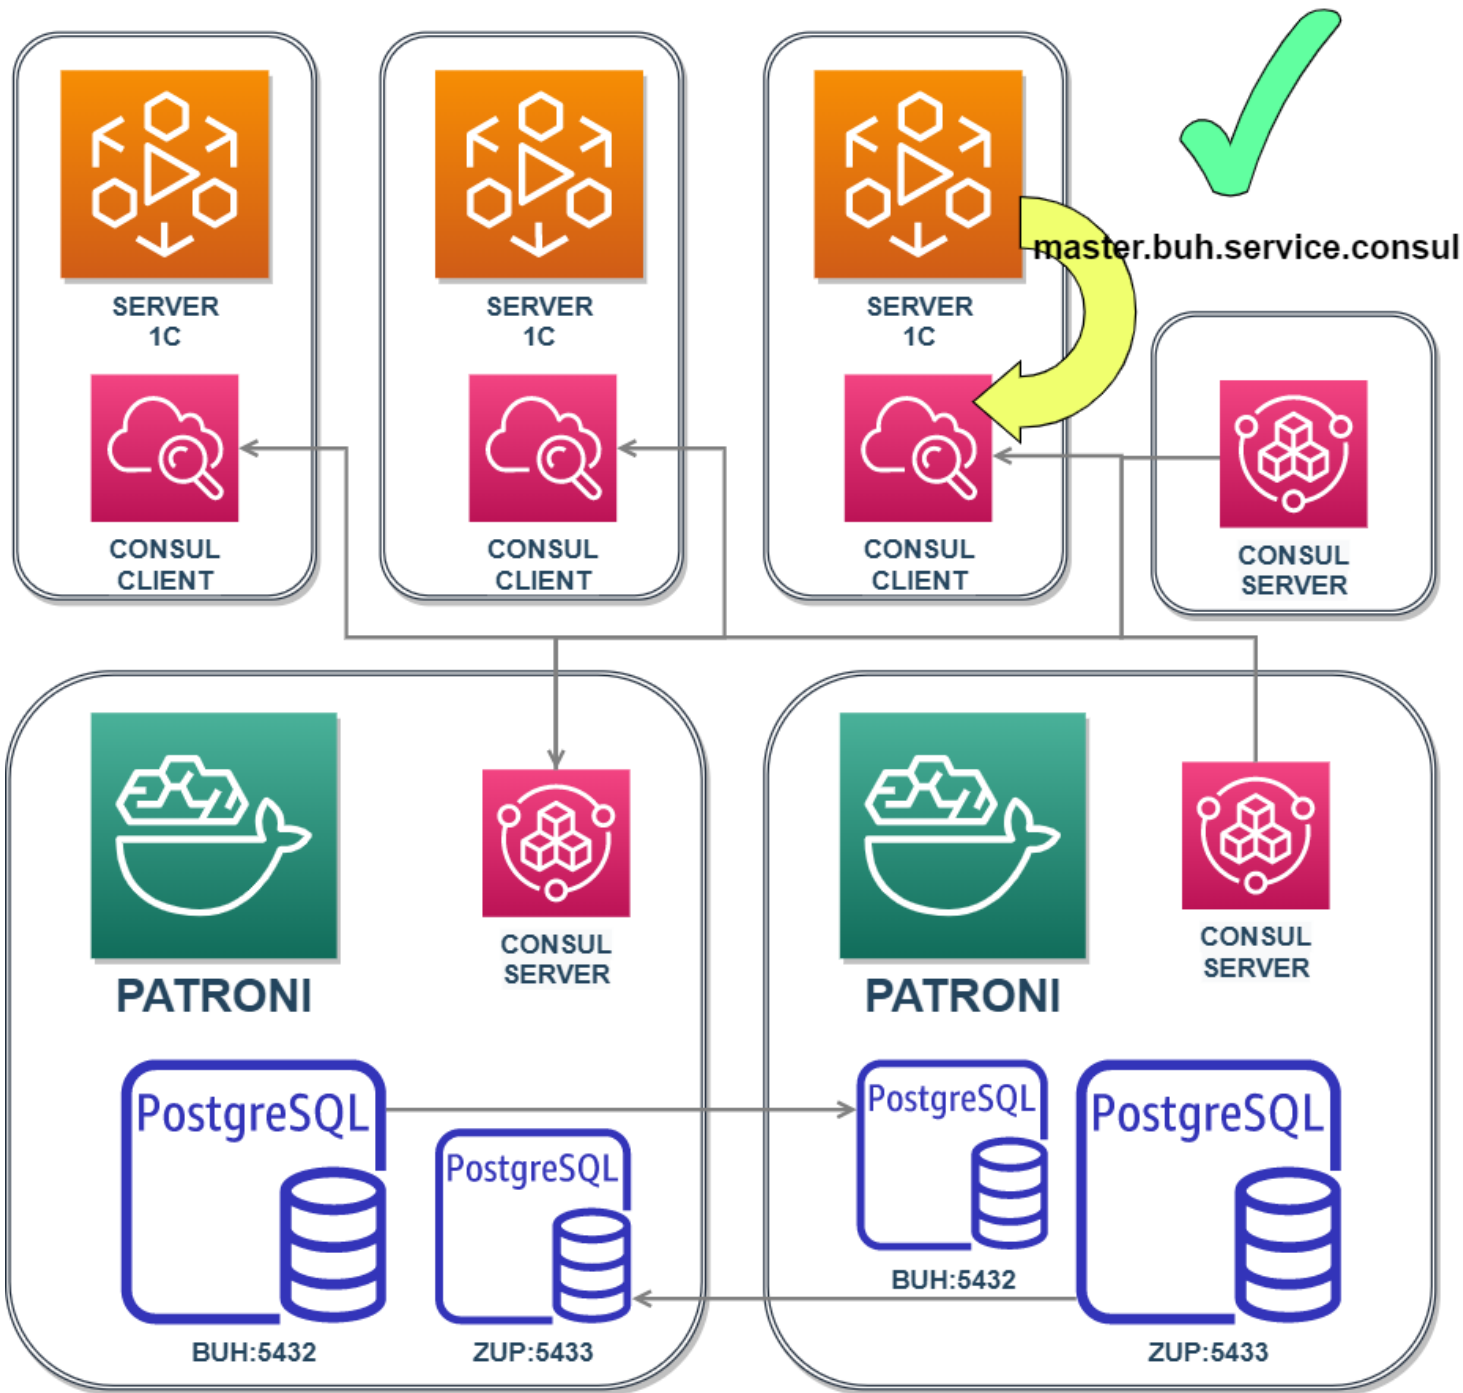 SERVER
1C
CONSUL
CLIENT
SERVER
1C
CONSUL
CLIENT
SERVER
1C
CONSUL
CLIENT
master.buh.service.consul
CONSUL
SERVER
PATRONI
CONSUL
SERVER
PostgreSQL
BUH:5432
PostgreSQL
ZUP:5433
PATRONI
CONSUL
SERVER
PostgreSQL
BUH:5432
PostgreSQL
ZUP:5433